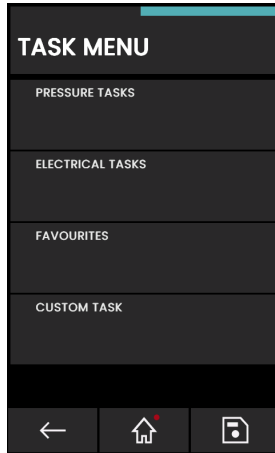 TASK MENU
PRESSURE TASKS
ELECTRICAL TASKS
FAVOURITES
CUSTOM TASK